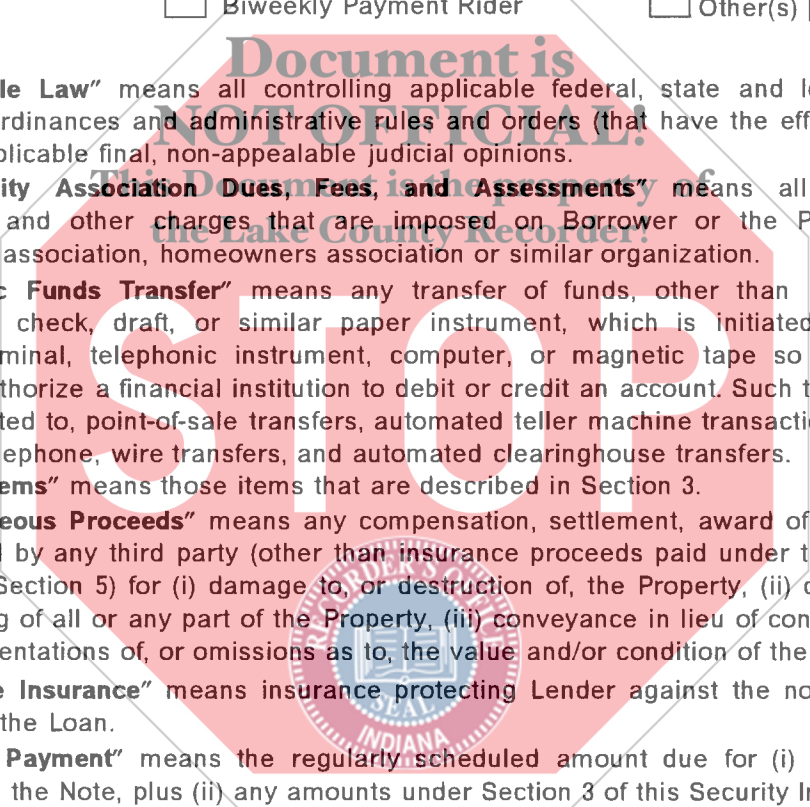 Biweekly Payment Rider Other(s)
Document is
le Law" means all controlling applicable federal, state and
NOT OFFICIAL!
rdinances and administrative rules and orders (that have the eff
plicable final, non-appealable judicial opinions.
This Document is the property of
ity Association Dues, Fees, and Assessments" means all
and other charges that are imposed on Borrower or the P
the Lake County Recorder!
association, homeowners association or similar organization.
c Funds Transfer" means any transfer of funds, other than
STOP
check, draft, or similar paper instrument, which is initiated
minal, telephonic instrument, computer, or magnetic tape so
thorize a financial institution to debit or credit an account. Such t
ted to, point-of-sale transfers, automated teller machine transacti
ephone, wire transfers, and automated clearinghouse transfers.
ems" means those items that are described in Section 3.
eous Proceeds" means any compensation, settlement, award of
by any third party (other than insurance proceeds paid under t
Section 5) for (i) damage to, or destruction of, the Property, (ii)
g of all or any part of the Property, (iii) conveyance in lieu of con
entations of, or omissions as to, the value and/or condition of the
RECORDER'S OFFICE
SEAL
INDIANA
e Insurance" means insurance protecting Lender against the no
the Loan.
Payment" means the regularly scheduled amount due for (i)
the Note, plus (ii) any amounts under Section 3 of this Security In